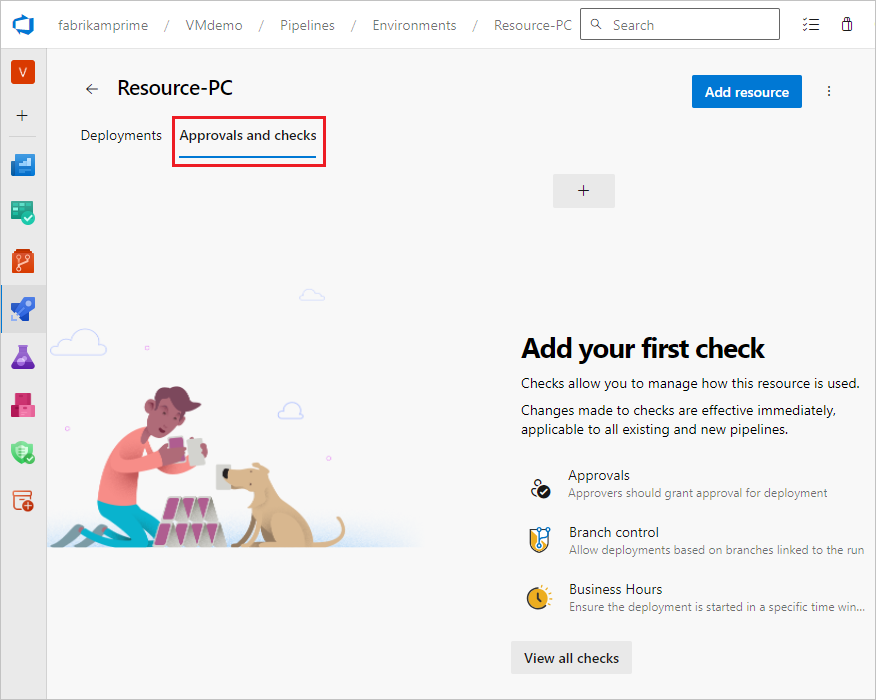 fabrikamprime / VMdemo / Pipelines / Environments / Resource-PC
Search
V
← Resource-PC
Add resource
Deployments
Approvals and checks
+
Add your first check
Checks allow you to manage how this resource is used.
Changes made to checks are effective immediately,
applicable to all existing and new pipelines.
Approvals
Approvers should grant approval for deployment
Branch control
Allow deployments based on branches linked to the run
Business Hours
Ensure the deployment is started in a specific time win...
View all checks